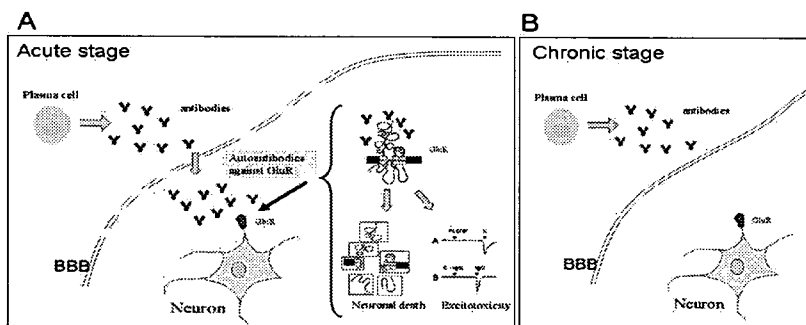 A
Acute stage
Plasma cell
antibodies
Autoantibodies
against GluR
GluR
BBB
Neuron
GluR
A
B
Neuronal death
Excitotoxicity
B
Chronic stage
Plasma cell
antibodies
GluR
BBB
Neuron